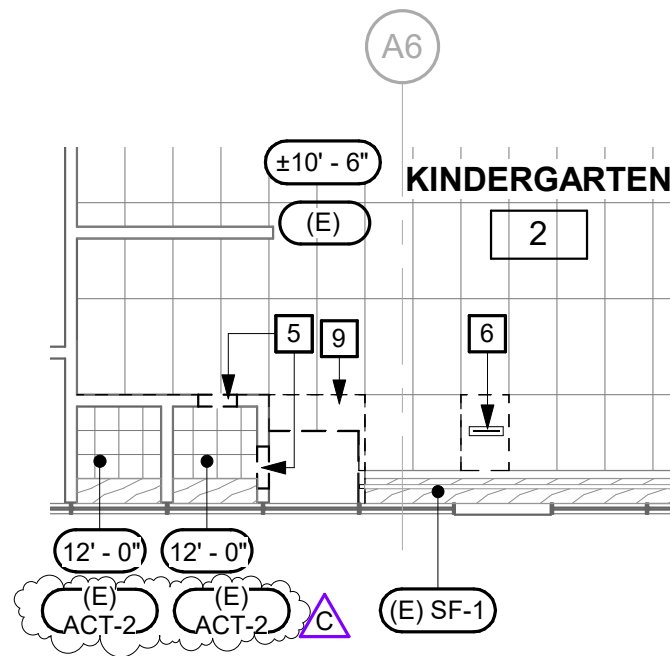 A6
±10' - 6"
KINDERGARTEN
(E)
2
5
9
6
12' - 0"
12' - 0"
(E)
ACT-2
(E)
ACT-2
C
(E) SF-1